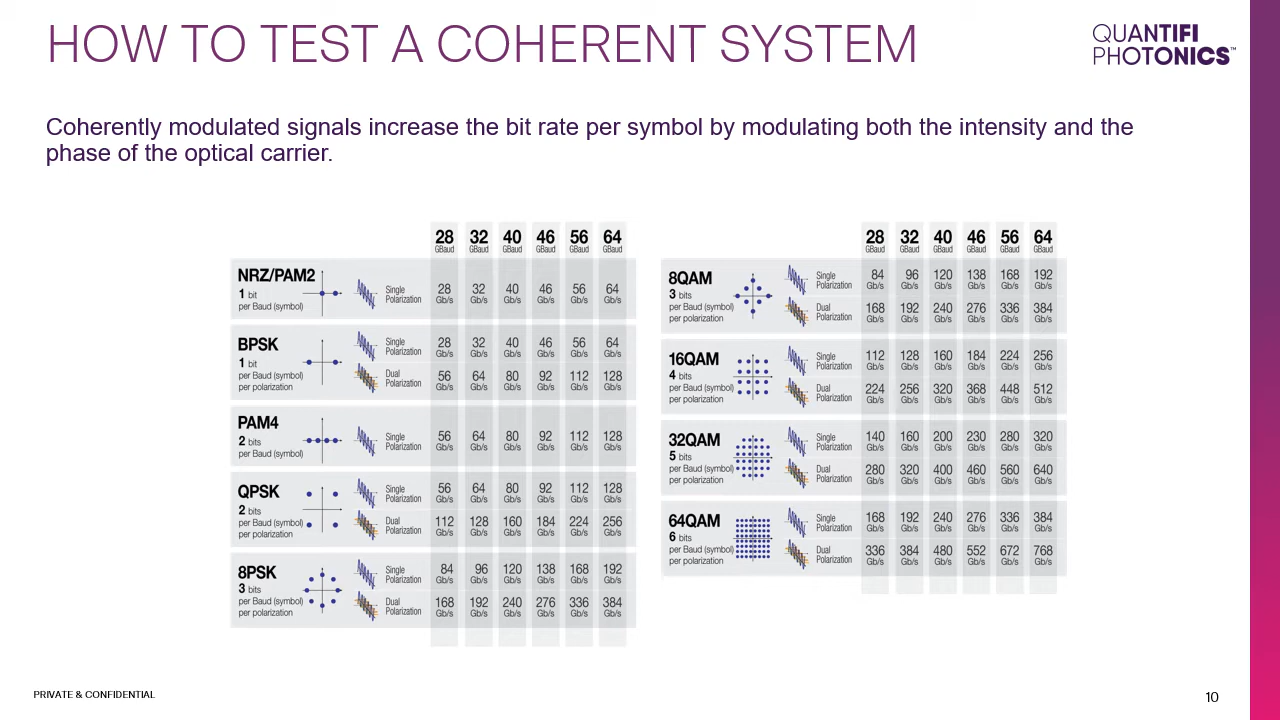 HOW TO TEST A COHERENT SYSTEM
QUANTIFI
PHOTONICS™
Coherently modulated signals increase the bit rate per symbol by modulating both the intensity and the
phase of the optical carrier.
28 32 40 46 56 64
GBaud GBaud GBaud GBaud GBaud GBaud
NRZ/PAM2
1 bit
per Baud (symbol)
Single
Polarization
28 32 40 46 56 64
Gb/s Gb/s Gb/s Gb/s Gb/s Gb/s
BPSK
1 bit
per Baud (symbol)
per polarization
Single
Polarization
28 32 40 46 56 64
Gb/s Gb/s Gb/s Gb/s Gb/s Gb/s
Dual
Polarization
56 64 80 92 112 128
Gb/s Gb/s Gb/s Gb/s Gb/s Gb/s
PAM4
2 bits
per Baud (symbol)
Single
Polarization
56 64 80 92 112 128
Gb/s Gb/s Gb/s Gb/s Gb/s Gb/s
QPSK
2 bits
per Baud (symbol)
per polarization
Single
Polarization
56 64 80 92 112 128
Gb/s Gb/s Gb/s Gb/s Gb/s Gb/s
Dual
Polarization
112 128 160 184 224 256
Gb/s Gb/s Gb/s Gb/s Gb/s Gb/s
8PSK
3 bits
per Baud (symbol)
per polarization
Single
Polarization
84 96 120 138 168 192
Gb/s Gb/s Gb/s Gb/s Gb/s Gb/s
Dual
Polarization
168 192 240 276 336 384
Gb/s Gb/s Gb/s Gb/s Gb/s Gb/s
28 32 40 46 56 64
GBaud GBaud GBaud GBaud GBaud GBaud
8QAM
3 bits
per Baud (symbol)
per polarization
Single
Polarization
84 96 120 138 168 192
Gb/s Gb/s Gb/s Gb/s Gb/s Gb/s
Dual
Polarization
168 192 240 276 336 384
Gb/s Gb/s Gb/s Gb/s Gb/s Gb/s
16QAM
4 bits
per Baud (symbol)
per polarization
Single
Polarization
112 128 160 184 224 256
Gb/s Gb/s Gb/s Gb/s Gb/s Gb/s
Dual
Polarization
224 256 320 368 448 512
Gb/s Gb/s Gb/s Gb/s Gb/s Gb/s
32QAM
5 bits
per Baud (symbol)
per polarization
Single
Polarization
140 160 200 230 280 320
Gb/s Gb/s Gb/s Gb/s Gb/s Gb/s
Dual
Polarization
280 320 400 460 560 640
Gb/s Gb/s Gb/s Gb/s Gb/s Gb/s
64QAM
6 bits
per Baud (symbol)
per polarization
Single
Polarization
168 192 240 276 336 384
Gb/s Gb/s Gb/s Gb/s Gb/s Gb/s
Dual
Polarization
336 384 480 552 672 768
Gb/s Gb/s Gb/s Gb/s Gb/s Gb/s
PRIVATE & CONFIDENTIAL
10